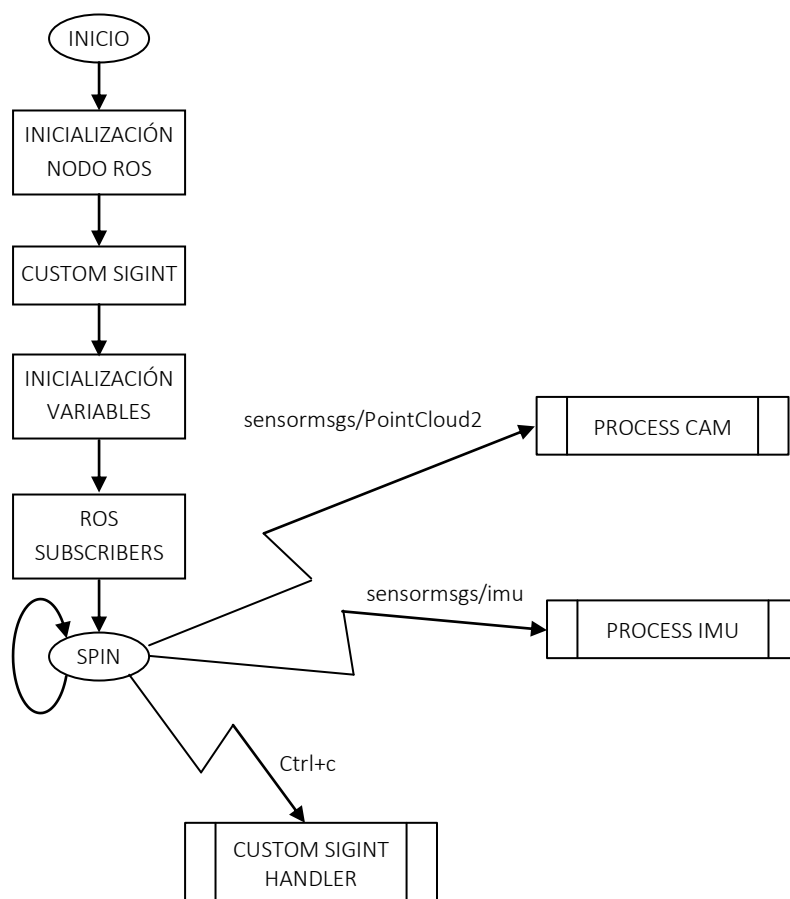 INICIO
INICIALIZACIÓN
NODO ROS
CUSTOM SIGINT
INICIALIZACIÓN
VARIABLES
sensormsgs/PointCloud2
PROCESS CAM
ROS
SUBSCRIBERS
sensormsgs/imu
PROCESS IMU
SPIN
Ctrl+c
CUSTOM SIGINT
HANDLER